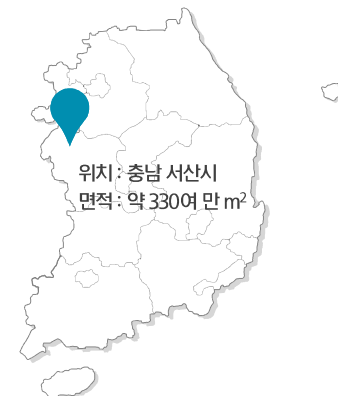 위치 : 충남 서산시
면적 : 약 330여 만 m²